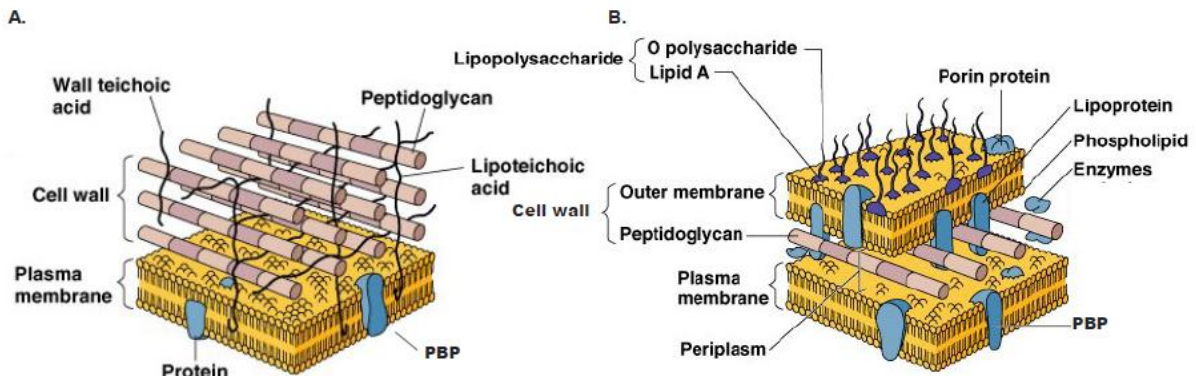 A.
Wall teichoic
acid
Peptidoglycan
Lipoteichoic
acid
Cell wall
Plasma
membrane
Protein
PBP
B.
Lipopolysaccharide
O polysaccharide
Lipid A
Porin protein
Lipoprotein
Phospholipid
Enzymes
Outer membrane
Cell wall
Peptidoglycan
Plasma
membrane
Periplasm
PBP